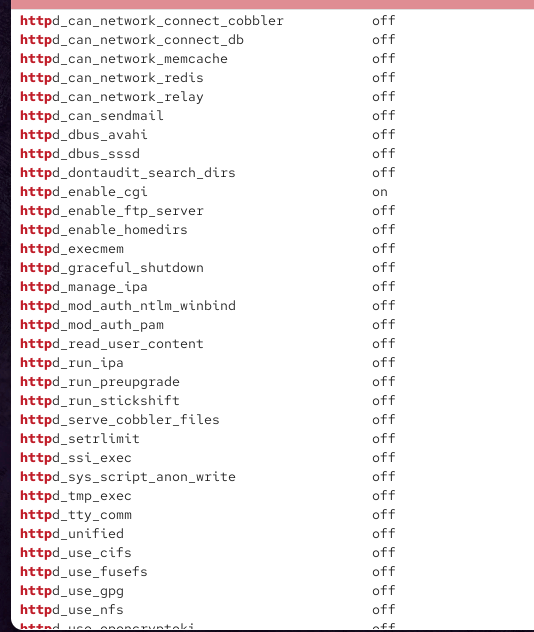 httpd_can_network_connect_cobbler off
httpd_can_network_connect_db off
httpd_can_network_memcache off
httpd_can_network_redis off
httpd_can_network_relay off
httpd_can_sendmail off
httpd_dbus_avahi off
httpd_dbus_sssd off
httpd_dontaudit_search_dirs off
httpd_enable_cgi on
httpd_enable_ftp_server off
httpd_enable_homedirs off
httpd_execmem off
httpd_graceful_shutdown off
httpd_manage_ipa off
httpd_mod_auth_ntlm_winbind off
httpd_mod_auth_pam off
httpd_read_user_content off
httpd_run_ipa off
httpd_run_preupgrade off
httpd_run_stickshift off
httpd_serve_cobbler_files off
httpd_setrlimit off
httpd_ssi_exec off
httpd_sys_script_anon_write off
httpd_tmp_exec off
httpd_tty_comm off
httpd_unified off
httpd_use_cifs off
httpd_use_fusefs off
httpd_use_gpg off
httpd_use_nfs off
httpd_use_opencryptoki off